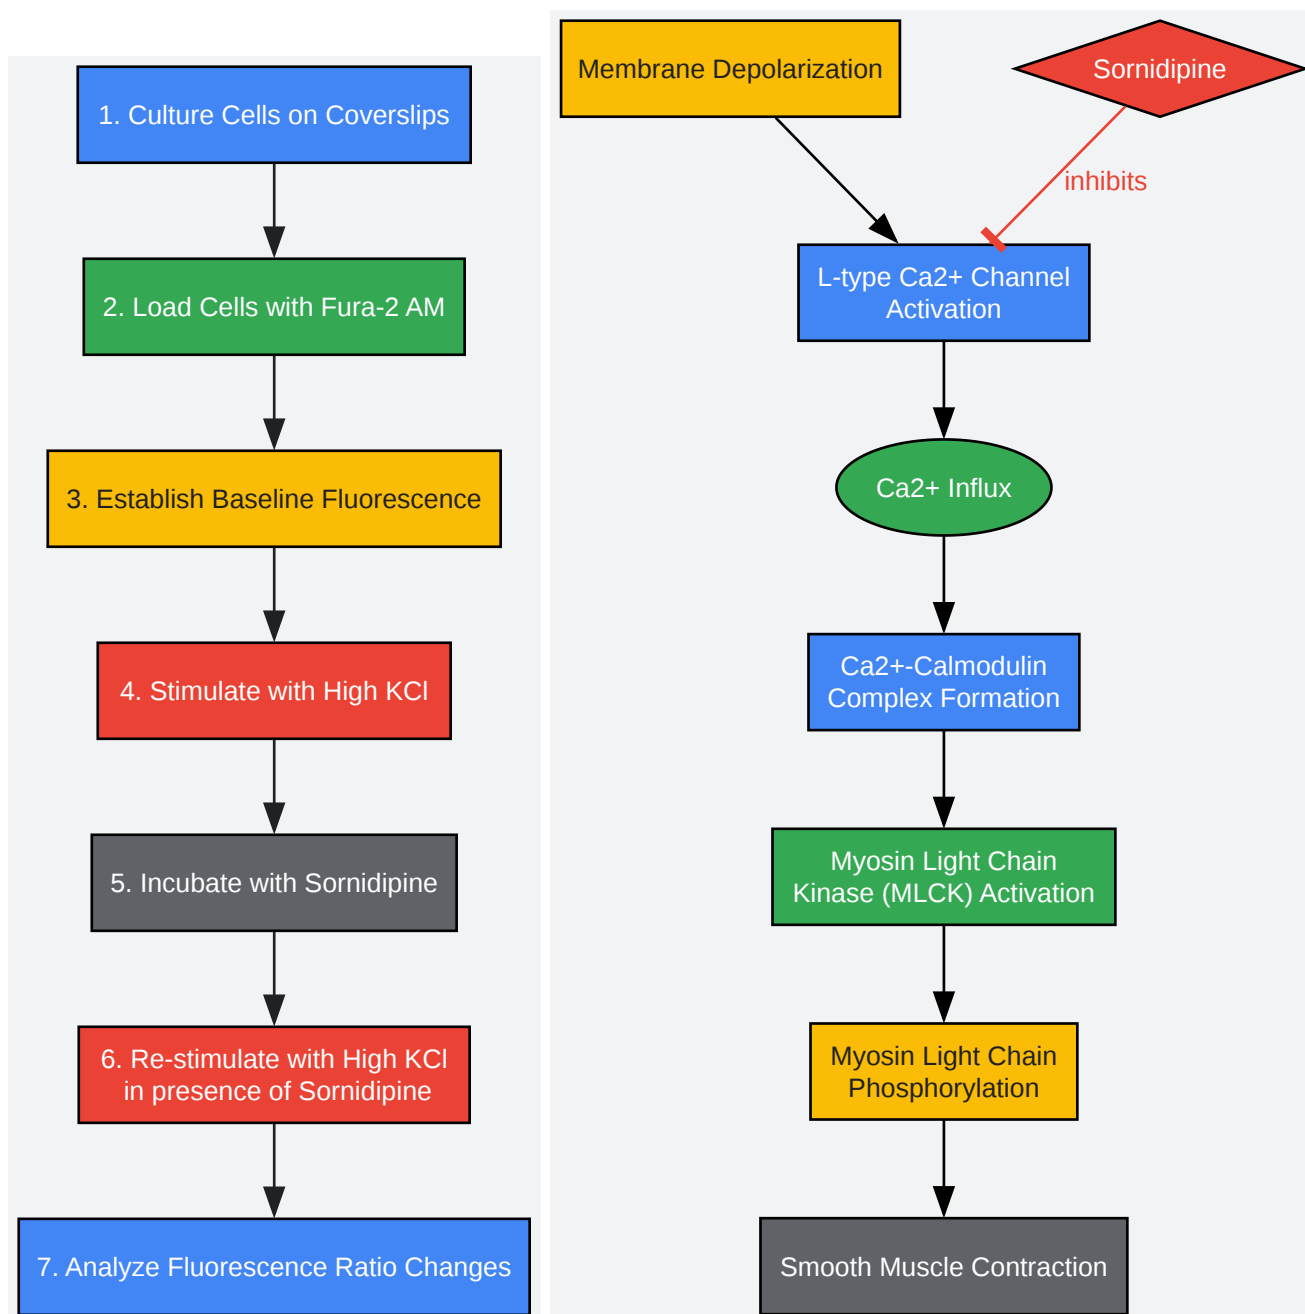 1. Culture Cells on Coverslips
2. Load Cells with Fura-2 AM
3. Establish Baseline Fluorescence
4. Stimulate with High KCl
5. Incubate with Sornidipine
6. Re-stimulate with High KCl
in presence of Sornidipine
7. Analyze Fluorescence Ratio Changes
Membrane Depolarization
Sornidipine
inhibits
L-type Ca2+ Channel
Activation
Ca2+ Influx
Ca2+-Calmodulin
Complex Formation
Myosin Light Chain
Kinase (MLCK) Activation
Myosin Light Chain
Phosphorylation
Smooth Muscle Contraction